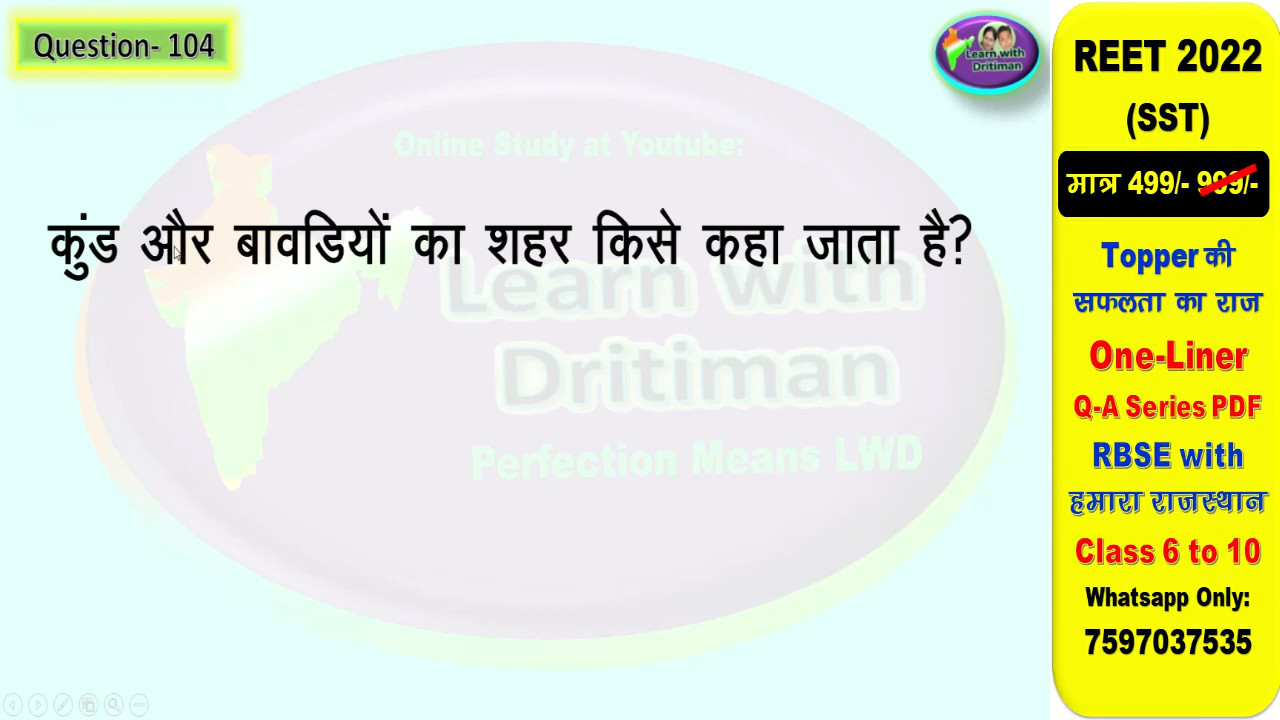 Question- 104
Learn with
Dritiman
Online Study at Youtube:
कुंड और बावडियों का शहर किसे कहा जाता है?
Learn with
Dritiman
Perfection Means LWD
REET 2022
(SST)
मात्र 499/- 999/-
Topper की
सफलता का राज
One-Liner
Q-A Series PDF
RBSE with
हमारा राजस्थान
Class 6 to 10
Whatsapp Only:
7597037535